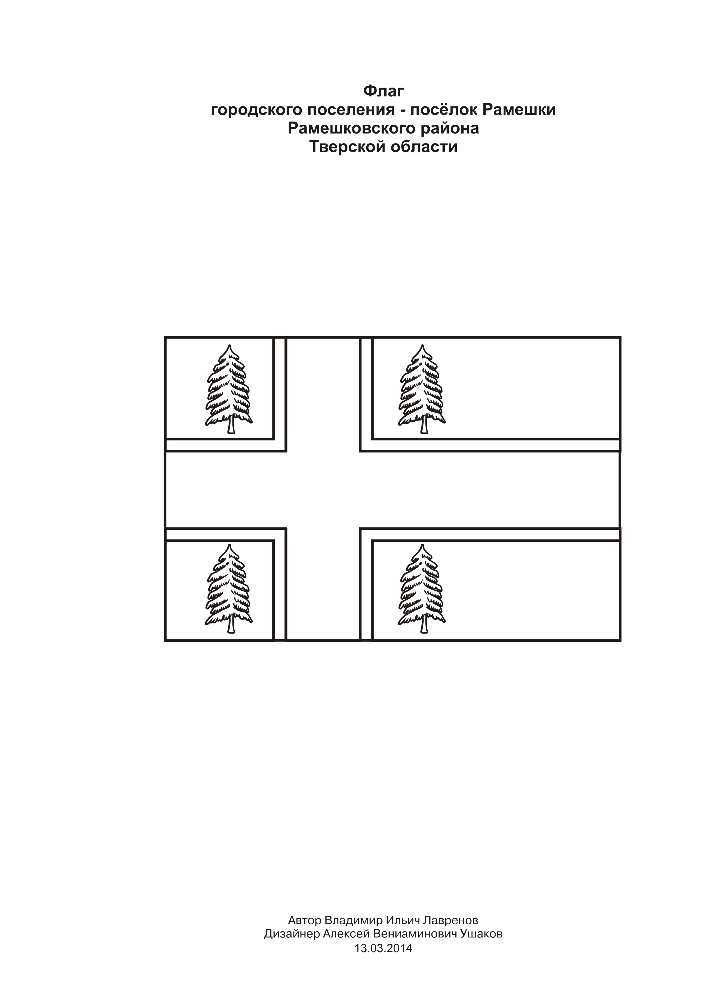 Флаг
городского поселения - посёлок Рамешки
Рамешковского района
Тверской области
Автор Владимир Ильич Лавренов
Дизайнер Алексей Вениаминович Ушаков
13.03.2014